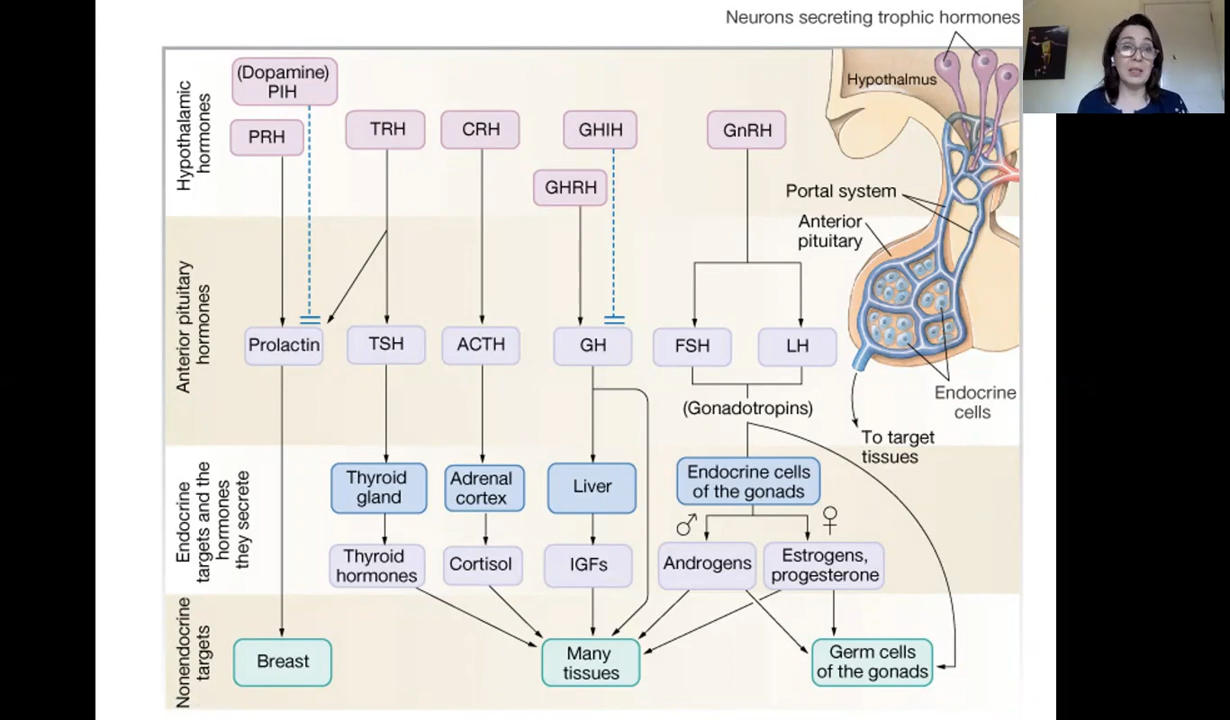 Neurons secreting trophic hormones
Hypothalamic
hormones
(Dopamine)
PIH
PRH
TRH
CRH
GHIH
GHRH
GnRH
Hypothalmus
Portal system
Anterior
pituitary
Anterior pituitary
hormones
Prolactin
TSH
ACTH
GH
FSH
LH
(Gonadotropins)
Endocrine
cells
To target
tissues
Endocrine
targets and the
hormones
they secrete
Thyroid
gland
Adrenal
cortex
Liver
Endocrine cells
of the gonads
♂
♀
Thyroid
hormones
Cortisol
IGFs
Androgens
Estrogens,
progesterone
Nonendocrine
targets
Breast
Many
tissues
Germ cells
of the gonads